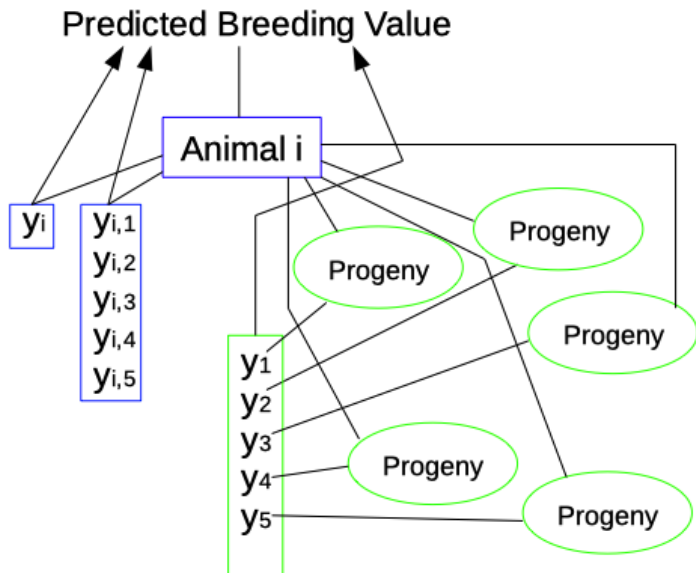 Predicted Breeding Value
Animal i
yi
yi,1
yi,2
yi,3
yi,4
yi,5
Progeny
Progeny
Progeny
y1
y2
y3
y4
y5
Progeny
Progeny